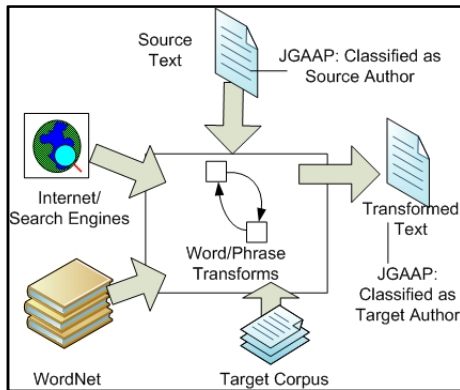 Source
Text
JGAAP: Classified as
Source Author
Internet/
Search Engines
Word/Phrase
Transforms
Transformed
Text
JGAAP:
Classified as
Target Author
WordNet
Target Corpus